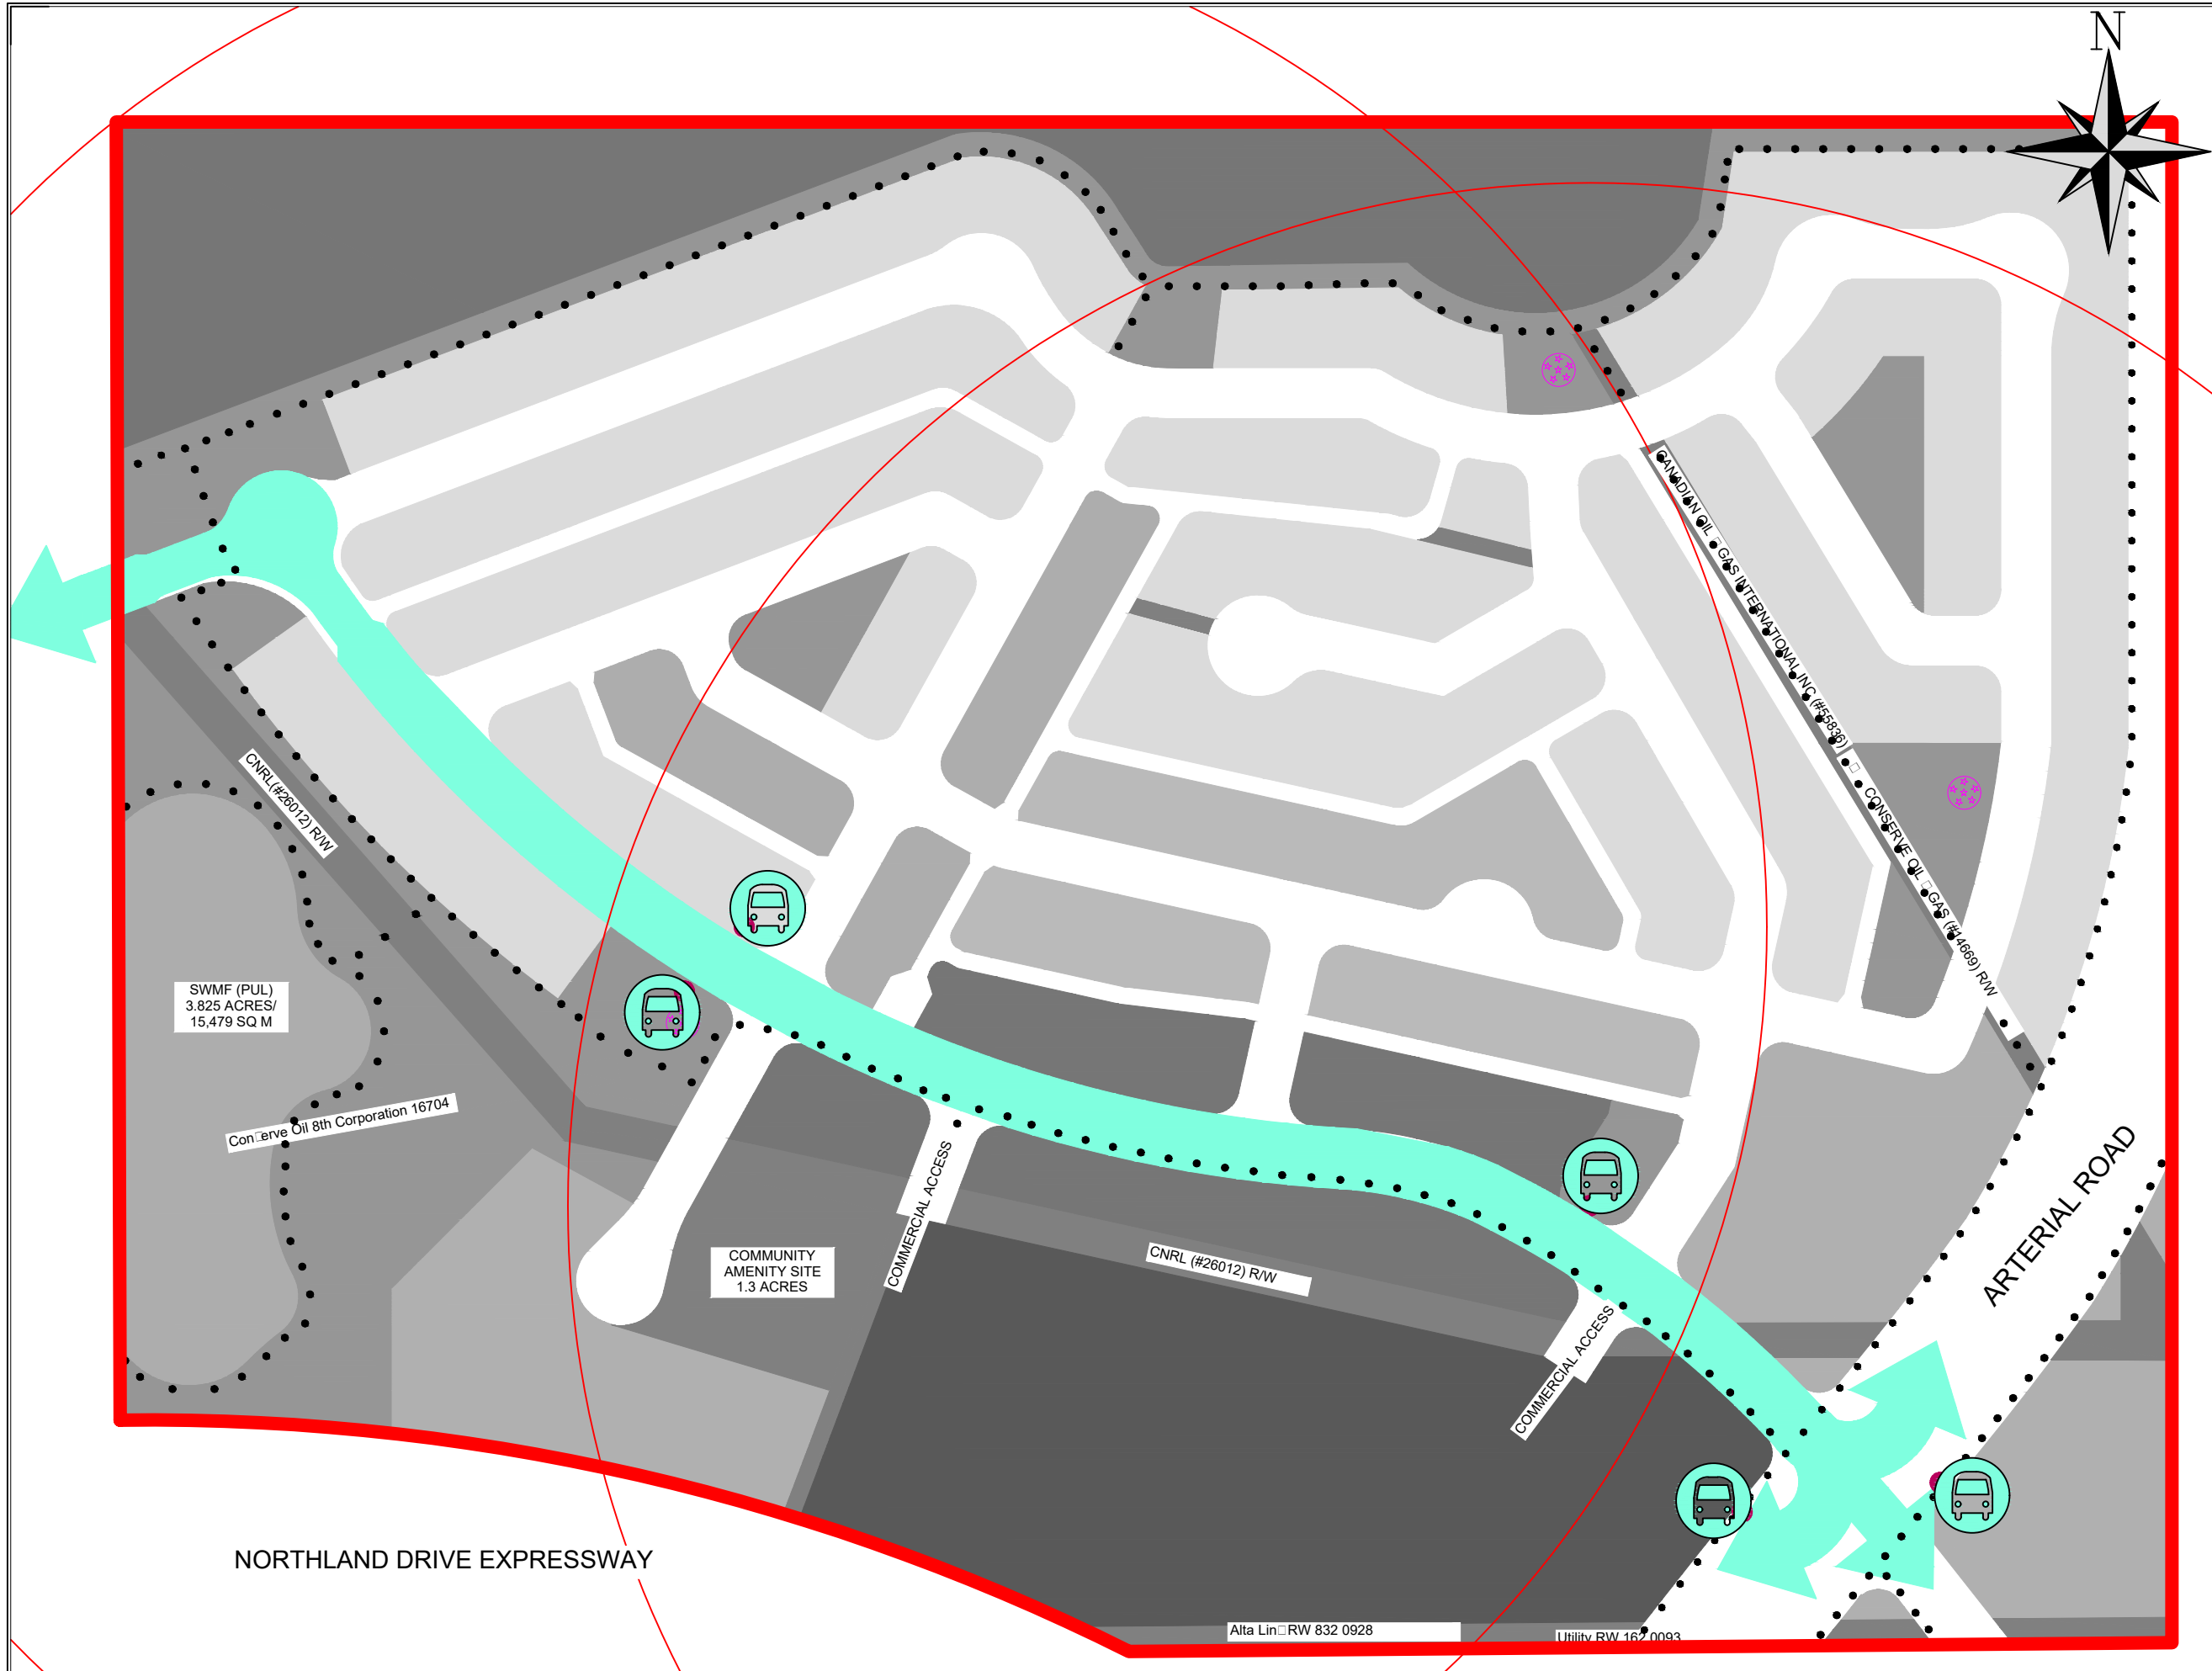 N
CANADIAN OIL □ GAS INTERNATIONAL INC (#55836) □ CONSERVE OIL □ GAS (#14669) R/W
CNRL(#26012) R/W
SWMF (PUL)
3.825 ACRES/
15,479 SQ M
Con□erve Oil 8th Corporation 16704
COMMERCIAL ACCESS
COMMUNITY
AMENITY SITE
1.3 ACRES
CNRL (#26012) R/W
COMMERCIAL ACCESS
ARTERIAL ROAD
NORTHLAND DRIVE EXPRESSWAY
Alta Lin□ RW 832 0928
Utility RW 162 0093